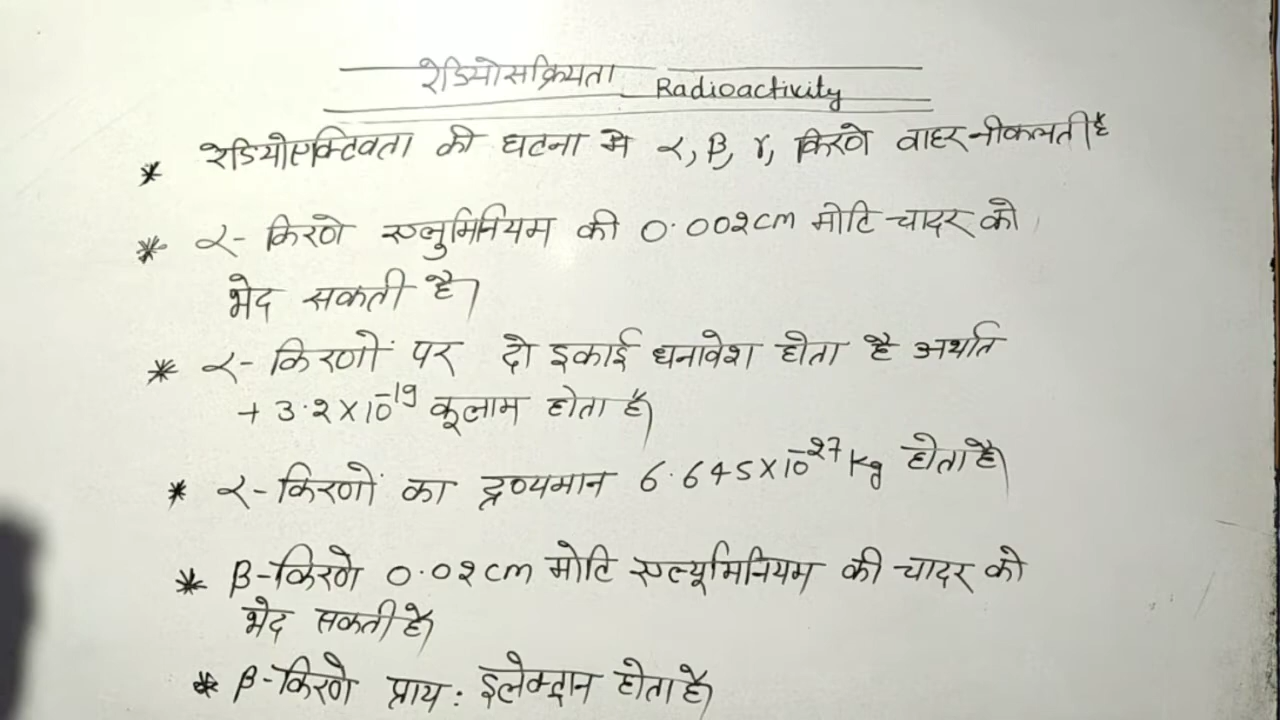 रेडियोसक्रियता Radioactivity
* रेडियोएक्टिवता की घटना मे α, β, γ, किरणे वाहर नीकलती है
* α- किरणे एलुमिनियम की 0.002cm मोटि चादर को
भेद सकती है।
* α- किरणों पर दो इकाई धनावेश होता है अर्थात
+3.2×10⁻¹⁹ कूलाम होता है।
* α-किरणों का द्रव्यमान 6.645×10⁻²⁷ Kg होता है।
* β-किरणे 0.02cm मोटि एल्यूमिनियम की चादर को
भेद सकती है।
* β-किरणे प्राय: इलेक्ट्रान होता है।